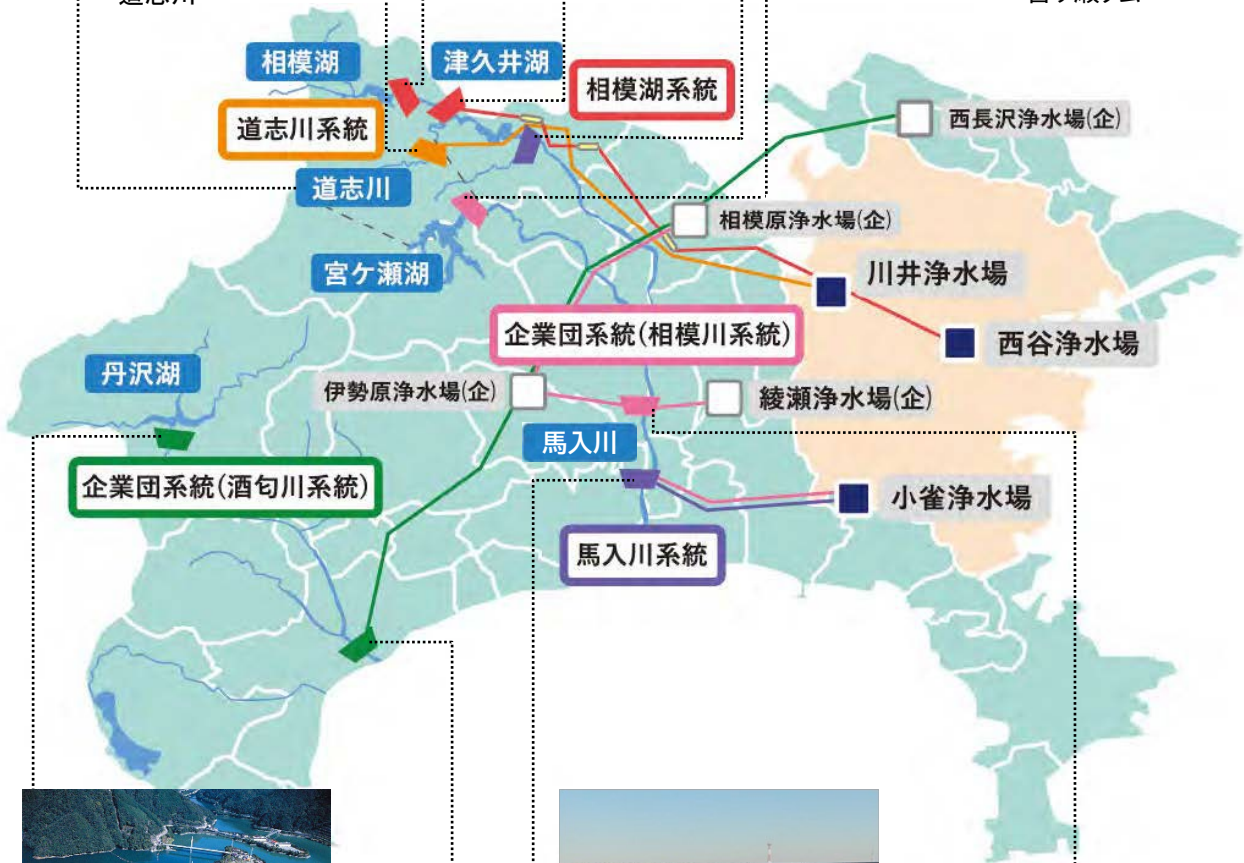 相模湖
津久井湖
相模湖系統
道志川系統
西長沢浄水場(企)
道志川
相模原浄水場(企)
宮ケ瀬湖
川井浄水場
企業団系統(相模川系統)
西谷浄水場
丹沢湖
伊勢原浄水場(企)
綾瀬浄水場(企)
馬入川
企業団系統(酒匂川系統)
小雀浄水場
馬入川系統